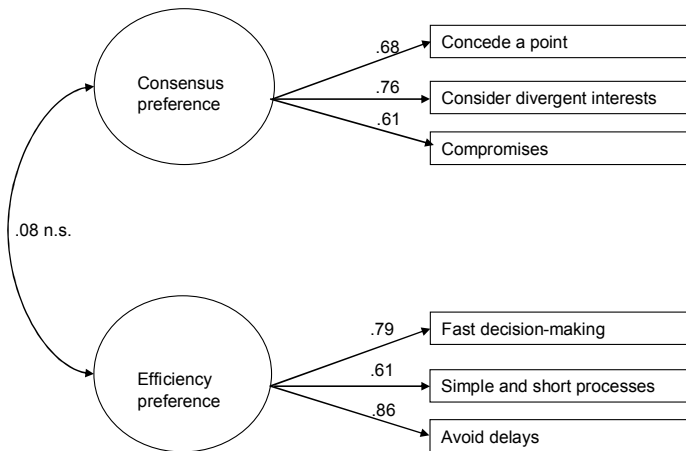 .68
Concede a point
Consensus
preference
.76
Consider divergent interests
.61
Compromises
.08 n.s.
.79
Fast decision-making
Efficiency
preference
.61
Simple and short processes
.86
Avoid delays